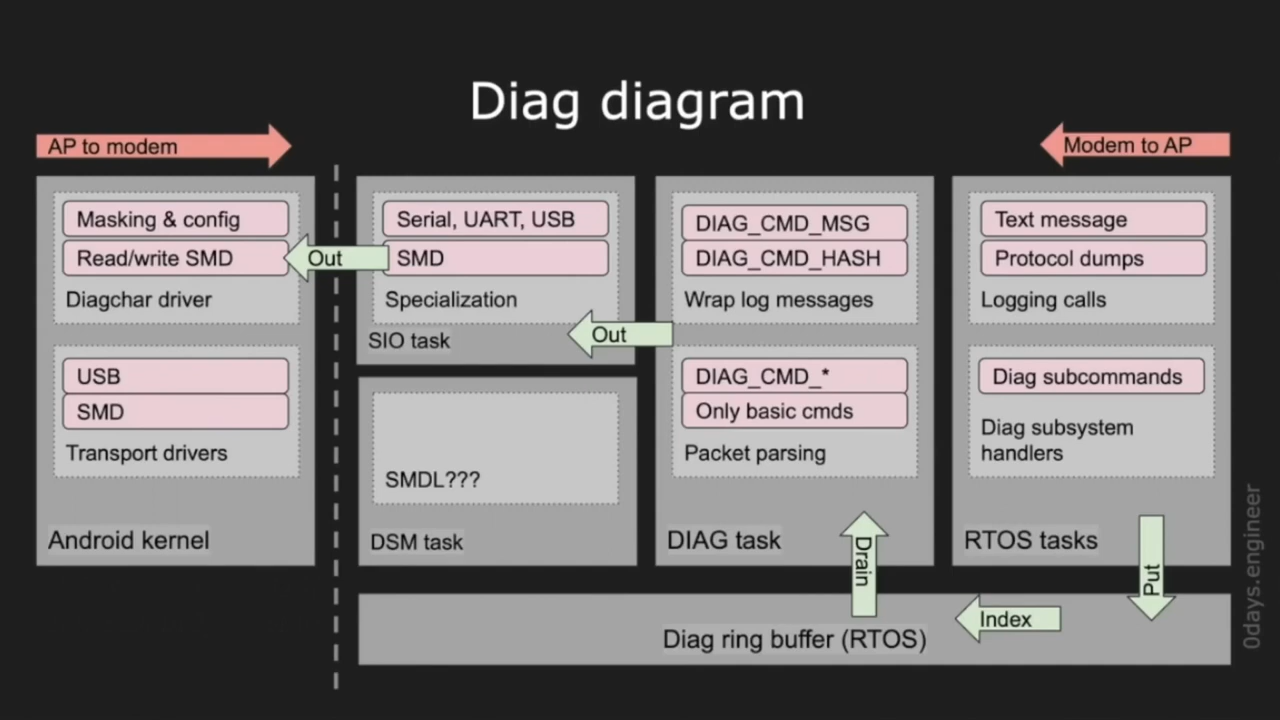 Diag diagram
AP to modem
Modem to AP
Masking & config
Read/write SMD
Diagchar driver
USB
SMD
Transport drivers
Android kernel
Out
Serial, UART, USB
SMD
Specialization
SIO task
Out
SMDL???
DSM task
DIAG_CMD_MSG
DIAG_CMD_HASH
Wrap log messages
DIAG_CMD_*
Only basic cmds
Packet parsing
DIAG task
Drain
Text message
Protocol dumps
Logging calls
Diag subcommands
Diag subsystem
handlers
RTOS tasks
Put
Index
Diag ring buffer (RTOS)
0days.engineer